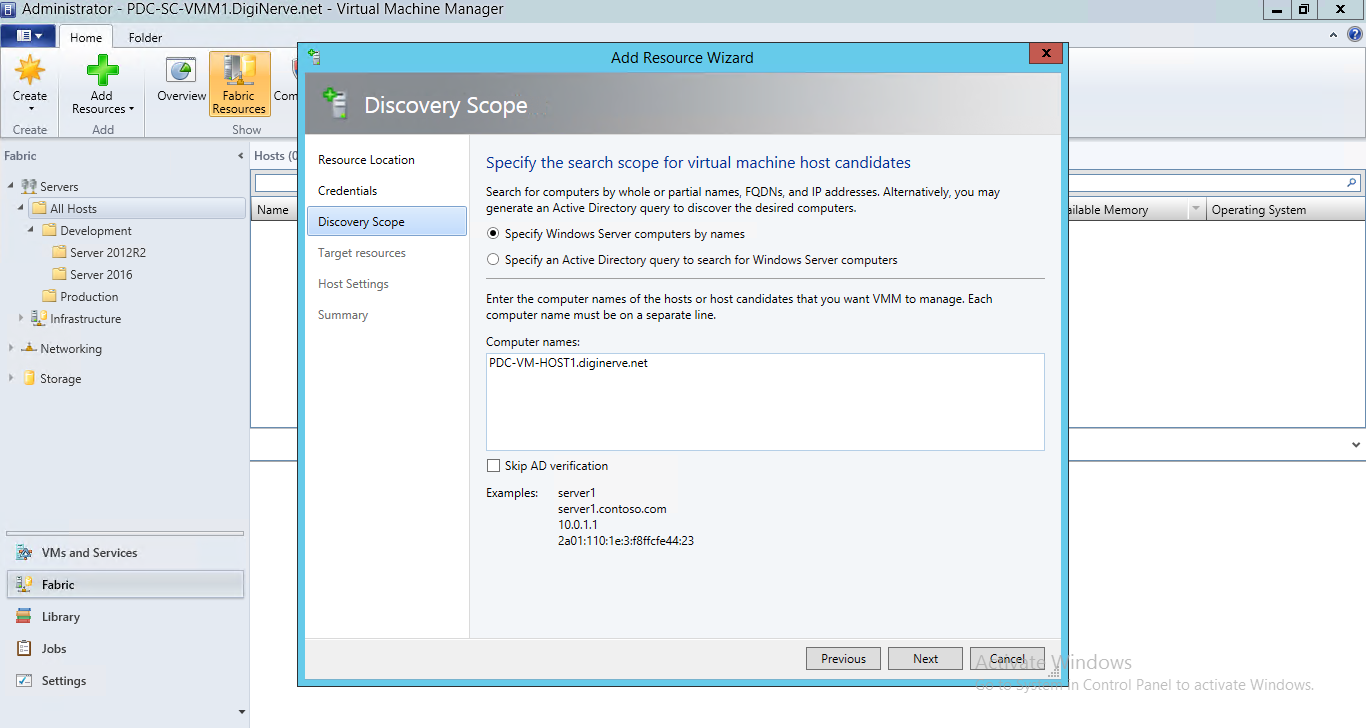 Administrator - PDC-SC-VMM1.DigiNerve.net - Virtual Machine Manager
Home
Folder
Create
Add
Resources
Overview
Fabric
Resources
Create
Add
Show
Fabric
Hosts
Servers
All Hosts
Development
Server 2012R2
Server 2016
Production
Infrastructure
Networking
Storage
Name
Memory
Operating System
VMs and Services
Fabric
Library
Jobs
Settings
Add Resource Wizard
Discovery Scope
Resource Location
Credentials
Discovery Scope
Target resources
Host Settings
Summary
Specify the search scope for virtual machine host candidates
Search for computers by whole or partial names, FQDNs, and IP addresses. Alternatively, you may
generate an Active Directory query to discover the desired computers.
Specify Windows Server computers by names
Specify an Active Directory query to search for Windows Server computers
Enter the computer names of the hosts or host candidates that you want VMM to manage. Each
computer name must be on a separate line.
Computer names:
PDC-VM-HOST1.diginerve.net
Skip AD verification
Examples: server1
server1.contoso.com
10.0.1.1
2a01:110:1e:3:f8ffcfe44:23
Previous
Next
Cancel
Activate Windows
Go to System in Control Panel to activate Windows.